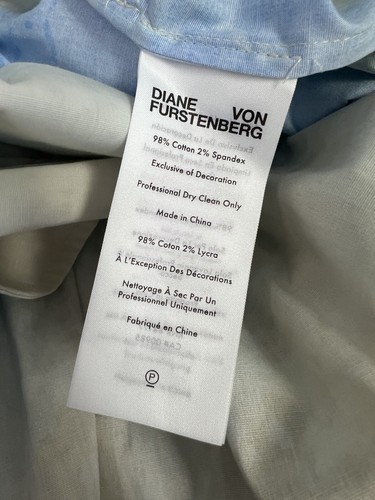 DIANE VON
FURSTENBERG
98% Cotton 2% Spandex
Exclusive of Decoration
Professional Dry Clean Only
Made in China
98% Coton 2% Lycra
À L'Exception Des Décorations
Nettoyage À Sec Par Un
Professionel Uniquement
Fabriqué en Chine
P